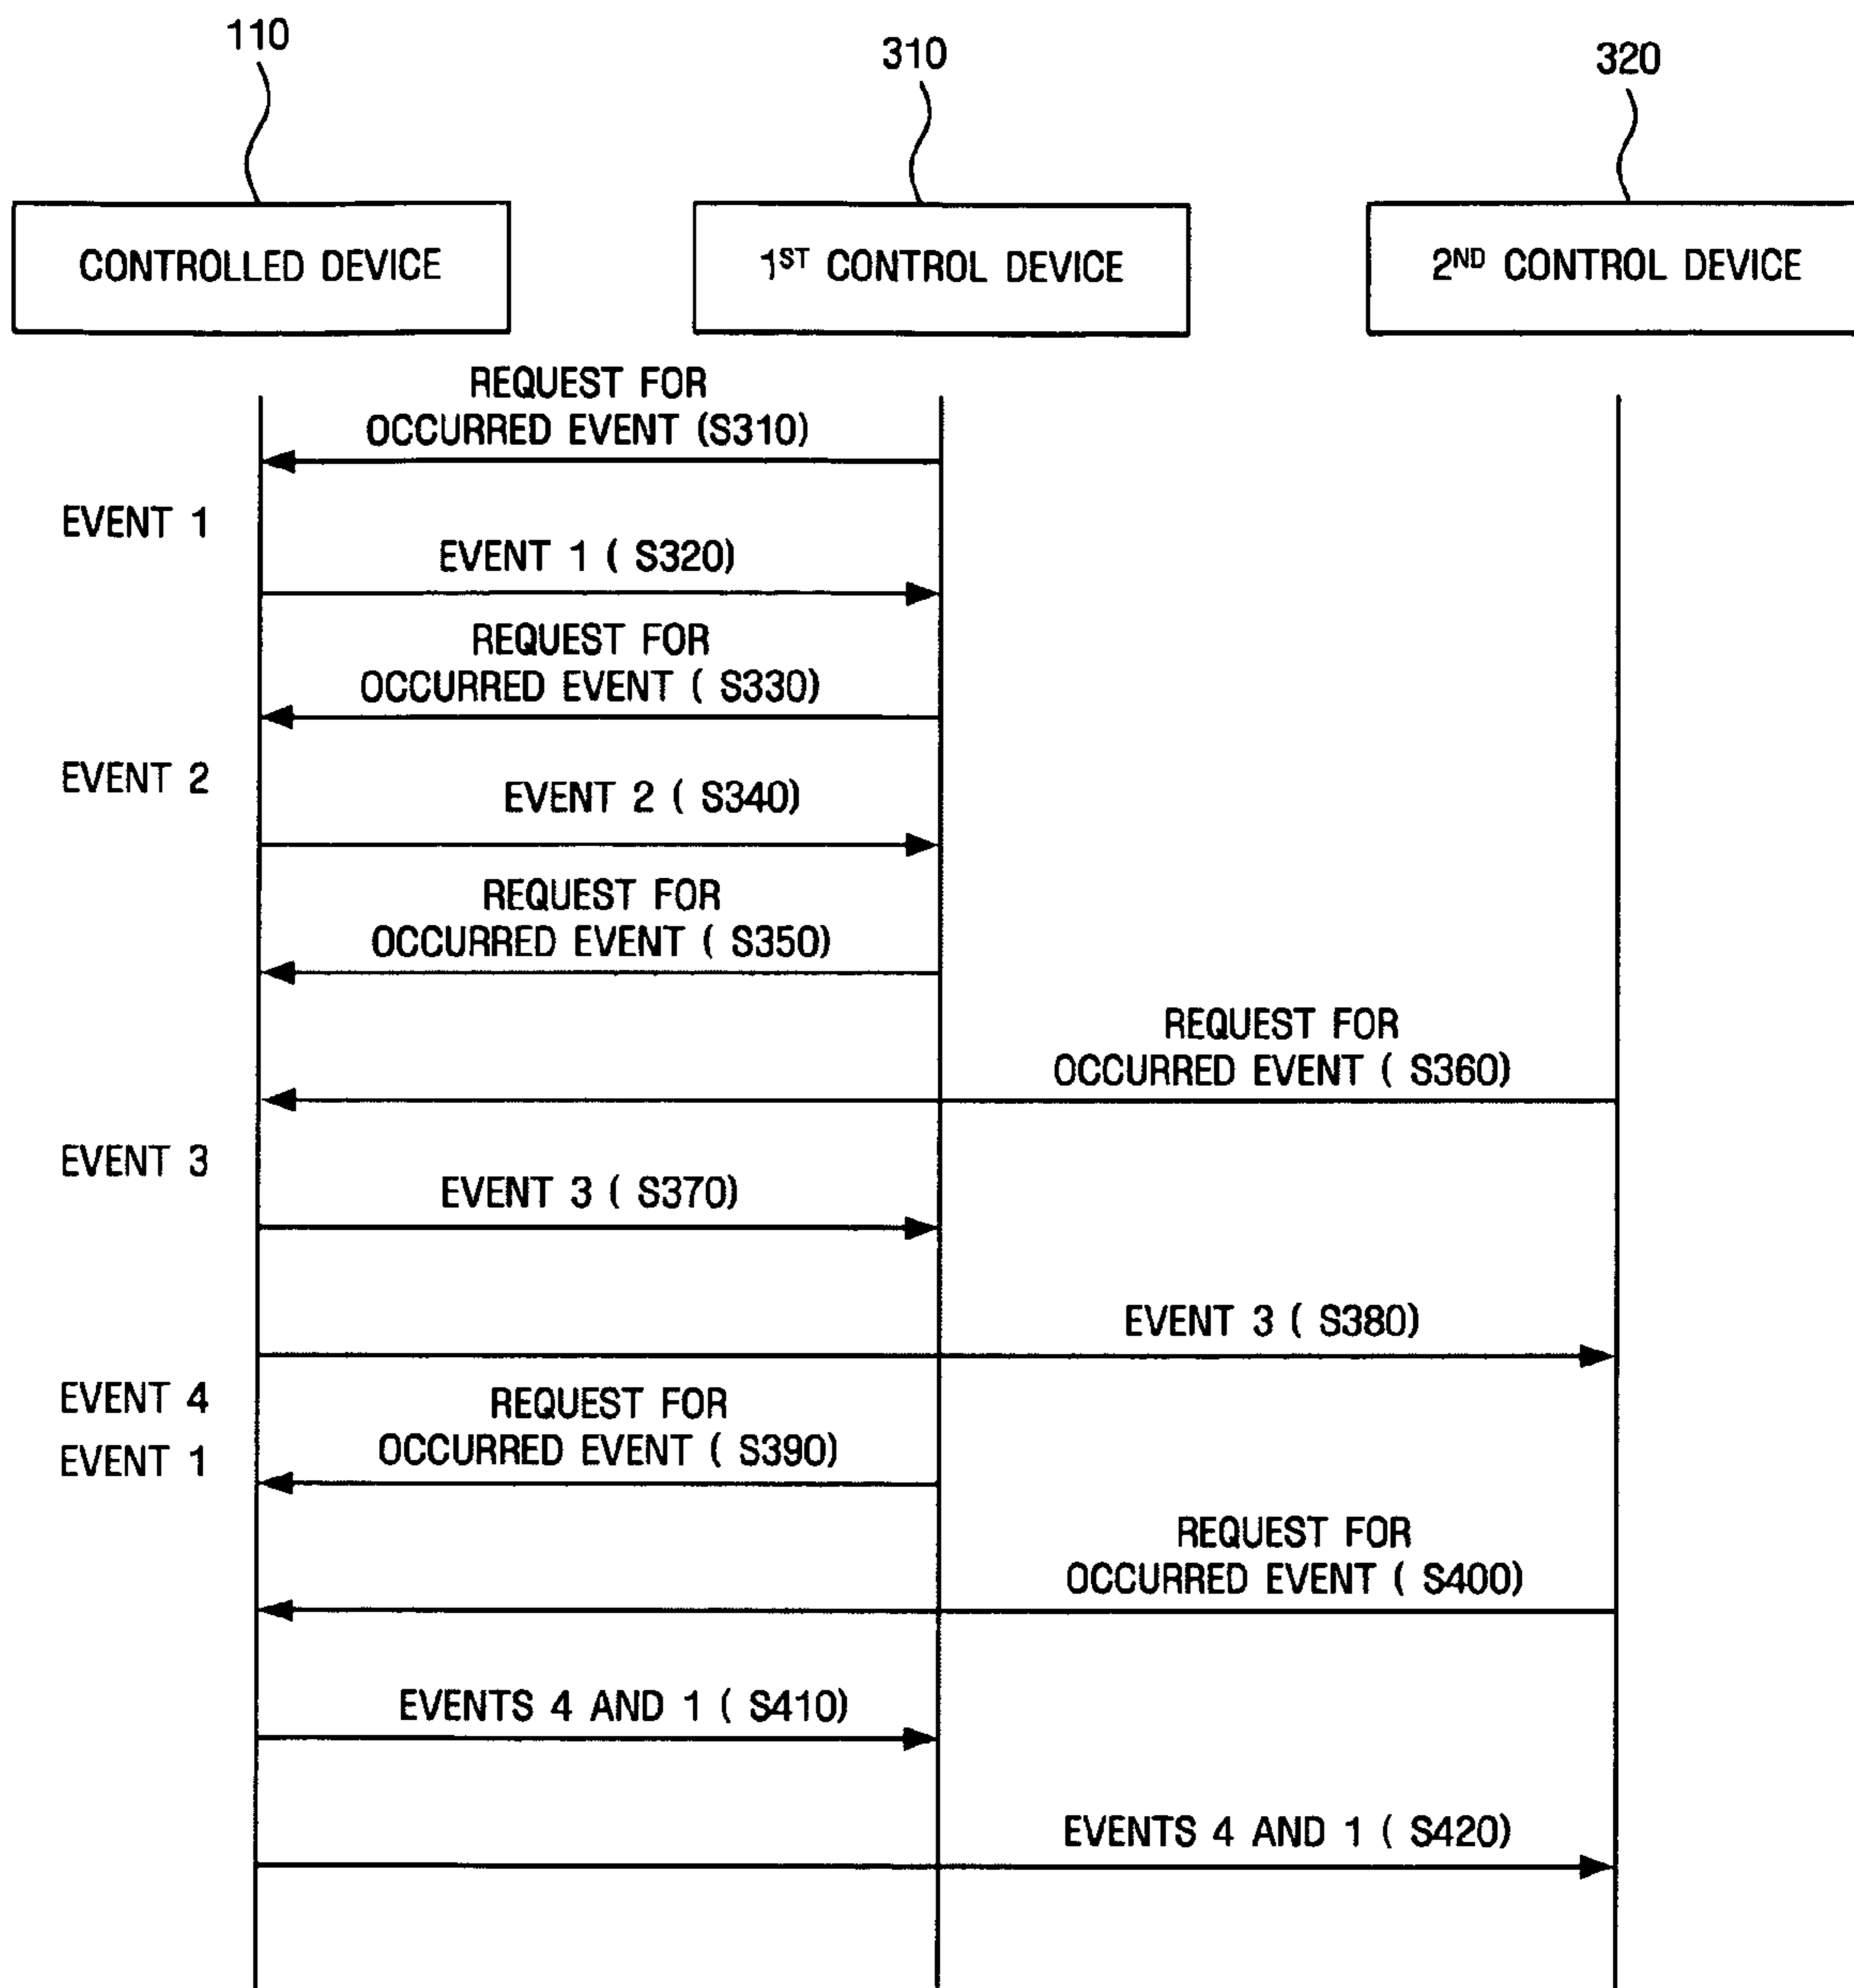 110
310
320
CONTROLLED DEVICE
1ST CONTROL DEVICE
2ND CONTROL DEVICE
REQUEST FOR
OCCURRED EVENT (S310)
EVENT 1
EVENT 1 ( S320)
REQUEST FOR
OCCURRED EVENT ( S330)
EVENT 2
EVENT 2 ( S340)
REQUEST FOR
OCCURRED EVENT ( S350)
REQUEST FOR
OCCURRED EVENT ( S360)
EVENT 3
EVENT 3 ( S370)
EVENT 3 ( S380)
EVENT 4
EVENT 1
REQUEST FOR
OCCURRED EVENT ( S390)
REQUEST FOR
OCCURRED EVENT ( S400)
EVENTS 4 AND 1 ( S410)
EVENTS 4 AND 1 ( S420)